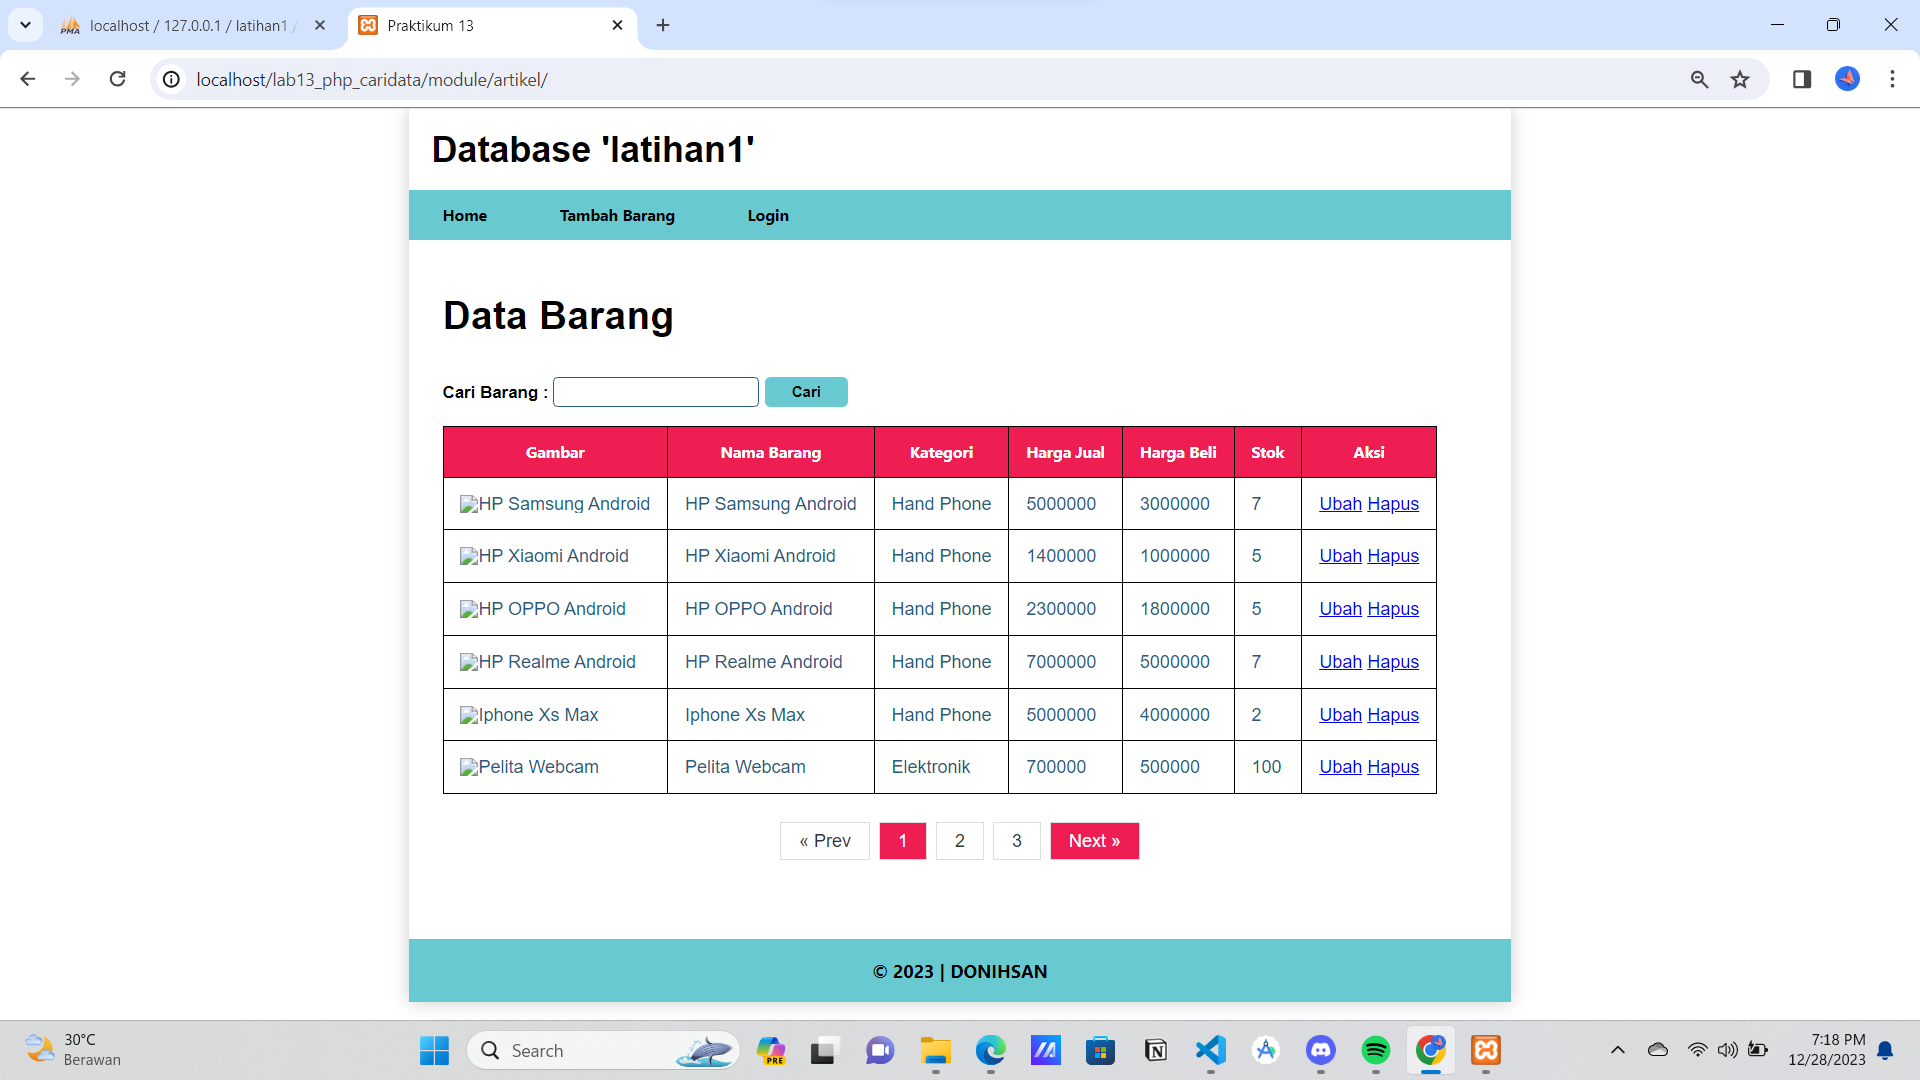 localhost / 127.0.0.1 / latihan1 /
Praktikum 13
localhost/lab13_php_caridata/module/artikel/
Database 'latihan1'
Home Tambah Barang Login
Data Barang
Cari Barang : Cari
Gambar Nama Barang Kategori Harga Jual Harga Beli Stok Aksi
HP Samsung Android HP Samsung Android Hand Phone 5000000 3000000 7 Ubah Hapus
HP Xiaomi Android HP Xiaomi Android Hand Phone 1400000 1000000 5 Ubah Hapus
HP OPPO Android HP OPPO Android Hand Phone 2300000 1800000 5 Ubah Hapus
HP Realme Android HP Realme Android Hand Phone 7000000 5000000 7 Ubah Hapus
Iphone Xs Max Iphone Xs Max Hand Phone 5000000 4000000 2 Ubah Hapus
Pelita Webcam Pelita Webcam Elektronik 700000 500000 100 Ubah Hapus
« Prev 1 2 3 Next »
© 2023 | DONIHSAN
30°C
Berawan
Search
PRE
7:18 PM
12/28/2023